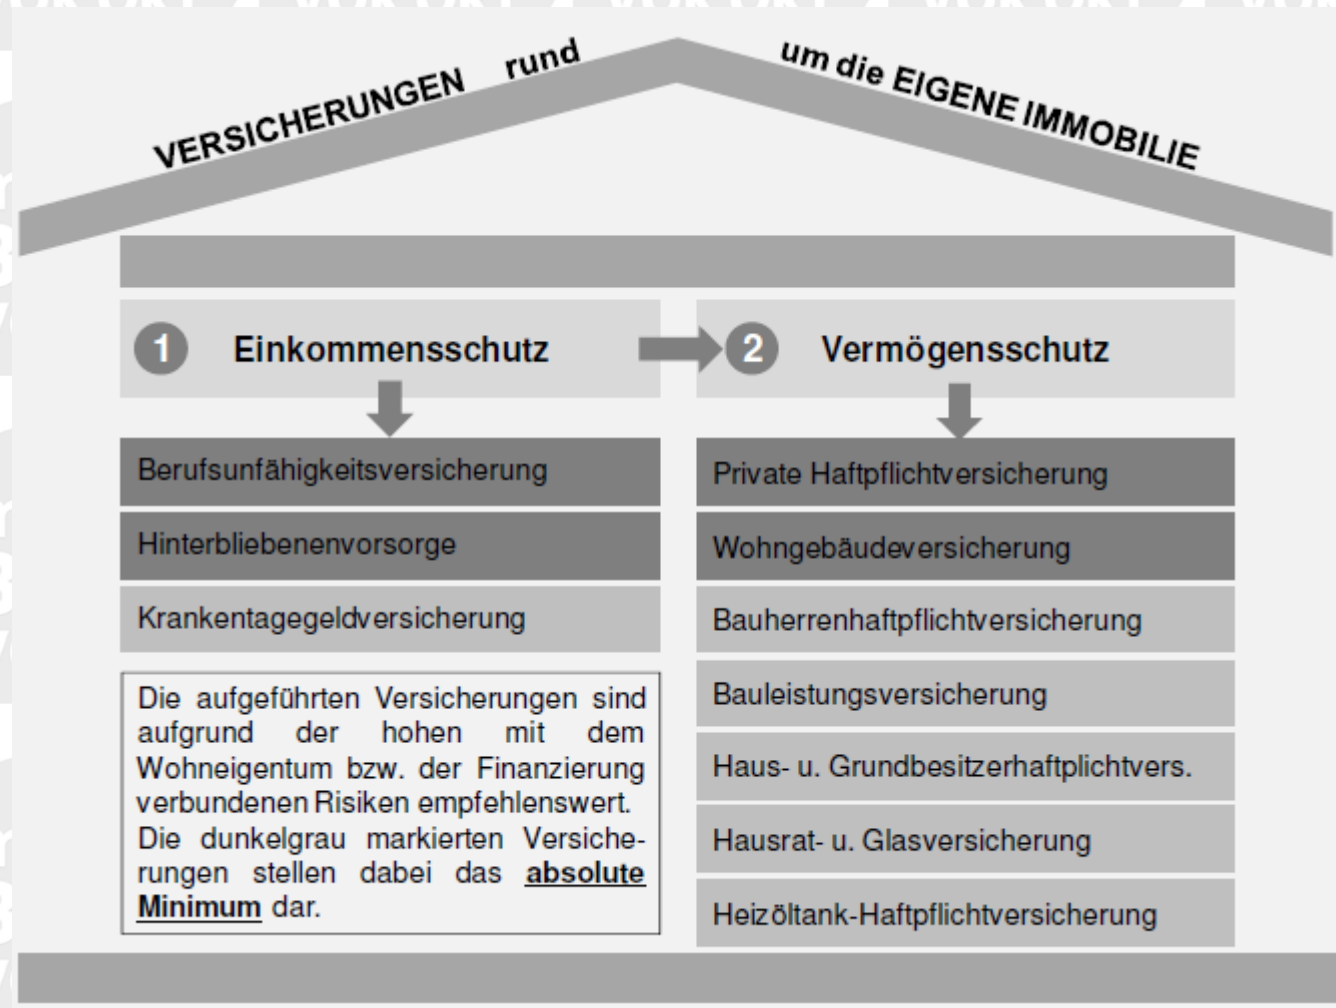 VERSICHERUNGEN rund
um die EIGENE IMMOBILIE
1 Einkommensschutz
Berufsunfähigkeitsversicherung
Hinterbliebenenvorsorge
Krankentagegeldversicherung
Die aufgeführten Versicherungen sind
aufgrund der hohen mit dem
Wohneigentum bzw. der Finanzierung
verbundenen Risiken empfehlenswert.
Die dunkelgrau markierten Versiche-
rungen stellen dabei das absolute
Minimum dar.
2 Vermögensschutz
Private Haftpflichtversicherung
Wohngebäudeversicherung
Bauherrenhaftpflichtversicherung
Bauleistungsversicherung
Haus- u. Grundbesitzerhaftplichtvers.
Hausrat- u. Glasversicherung
Heizöltank-Haftpflichtversicherung